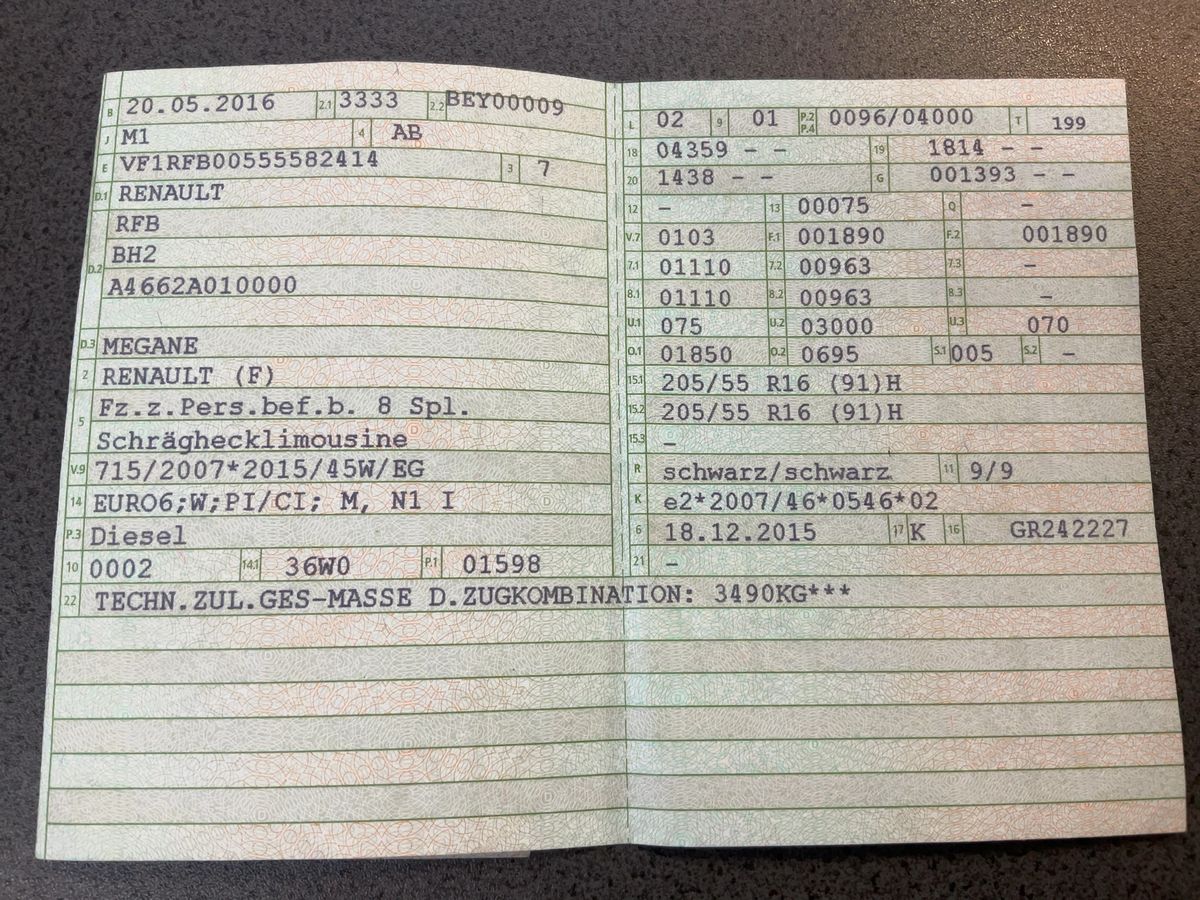 B 20.05.2016 2.1 3333 2.2 BEY00009
J M1 4 AB
E VF1RFB00555582414 3 7
D.1 RENAULT
RFB
D.2 BH2
A4662A010000
D.3 MEGANE
2 RENAULT (F)
5 Fz.z.Pers.bef.b. 8 Spl.
Schräghecklimousine
V.9 715/2007*2015/45W/EG
14 EURO6;W;PI/CI; M, N1 I
P.3 Diesel
10 0002 14.1 36W0 P.1 01598
L 02 9 01 P.2 P.4 0096/04000 T 199
18 04359 - - 19 1814 - -
20 1438 - - G 001393 - -
12 - 13 00075 Q -
V.7 0103 F.1 001890 F.2 001890
7.1 01110 7.2 00963 7.3 -
8.1 01110 8.2 00963 8.3 -
U.1 075 U.2 03000 U.3 070
O.1 01850 O.2 0695 S.1 005 S.2 -
15.1 205/55 R16 (91)H
15.2 205/55 R16 (91)H
15.3 -
R schwarz/schwarz 11 9/9
K e2*2007/46*0546*02
6 18.12.2015 17 K 16 GR242227
21 -
22 TECHN.ZUL.GES-MASSE D.ZUGKOMBINATION: 3490KG***